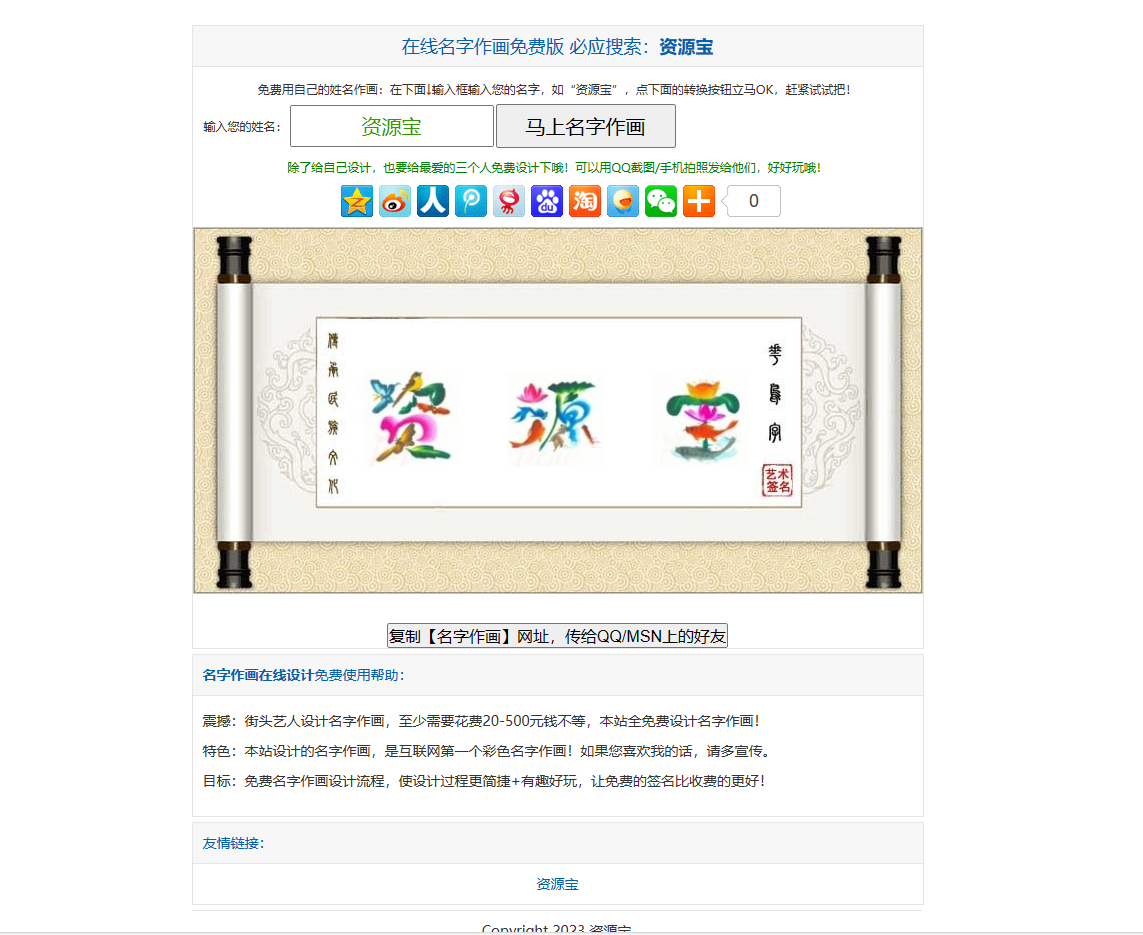 在线名字作画免费版 必应搜索：资源宝
免费用自己的姓名作画：在下面↓输入框输入您的名字，如“资源宝”，点下面的转换按钮立马OK，赶紧试试把！
输入您的姓名：
资源宝
马上名字作画
除了给自己设计，也要给最爱的三个人免费设计下哦！可以用QQ截图/手机拍照发给他们，好好玩哦！
淘
du
0
资源宝
艺术
签名
复制【名字作画】网址，传给QQ/MSN上的好友
名字作画在线设计免费使用帮助：
震撼：街头艺人设计名字作画，至少需要花费20-500元钱不等，本站全免费设计名字作画！
特色：本站设计的名字作画，是互联网第一个彩色名字作画！如果您喜欢我的话，请多宣传。
目标：免费名字作画设计流程，使设计过程更简捷+有趣好玩，让免费的签名比收费的更好！
友情链接：
资源宝
Copyright 2023 资源宝